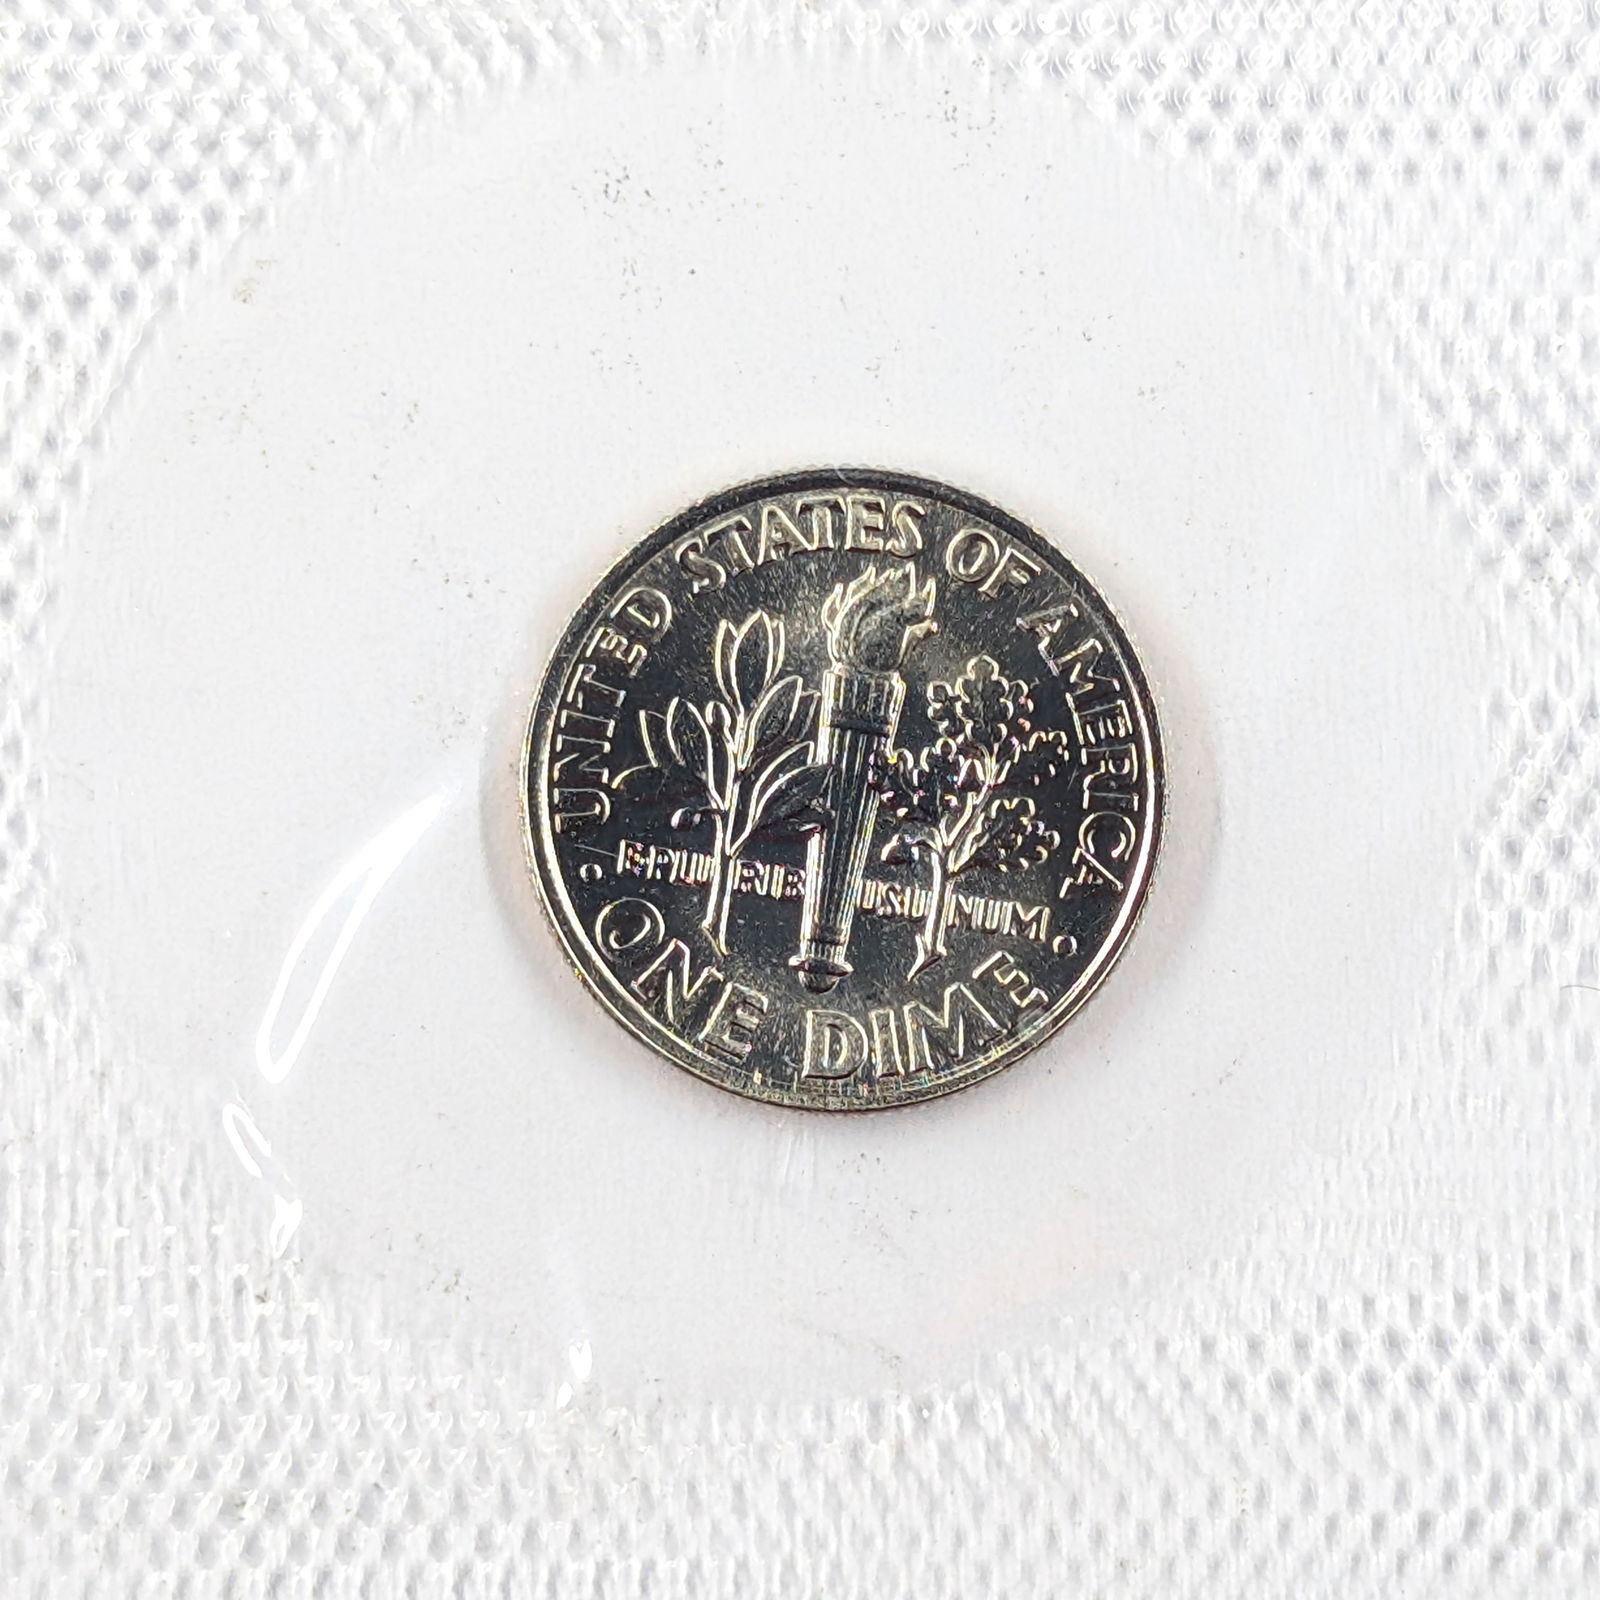 UNITED STATES OF AMERICA
· E PLURIBUS UNUM ·
ONE DIME